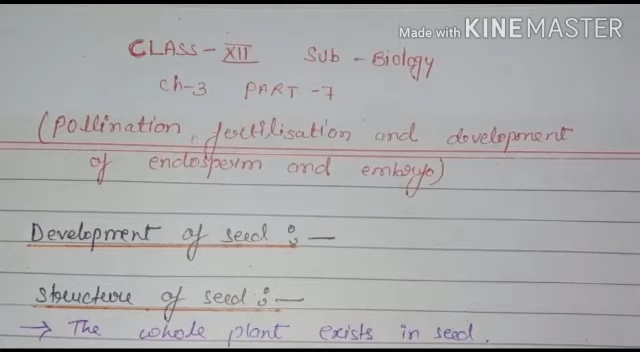 Made with KINEMASTER
CLASS - XII Sub - Biology
Ch-3 PART -7
(Pollination, fertilisation and development
of endosperm and embryo)
Development of seed :-
Structure of seed :-
→ The whole plant exists in seed.